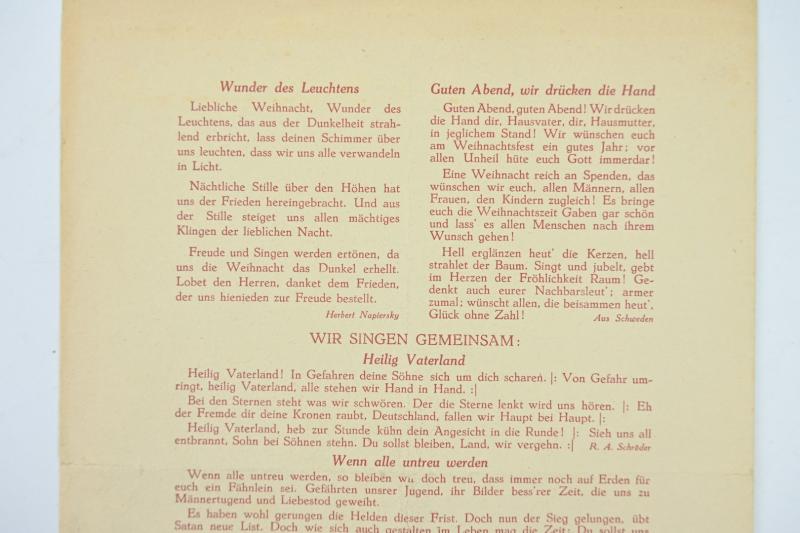 Wunder des Leuchtens
Liebliche Weihnacht, Wunder des
Leuchtens, das aus der Dunkelheit strah-
lend erbricht, lass deinen Schimmer über
uns leuchten, dass wir uns alle verwandeln
in Licht.
Nächtliche Stille über den Höhen hat
uns der Frieden hereingebracht. Und aus
der Stille steiget uns allen mächtiges
Klingen der lieblichen Nacht.
Freude und Singen werden ertönen, da
uns die Weihnacht das Dunkel erhellt.
Lobet den Herren, danket dem Frieden,
der uns hienieden zur Freude bestellt.
Herbert Napiersky
Guten Abend, wir drücken die Hand
Guten Abend, guten Abend! Wir drücken
die Hand dir, Hausvater, dir, Hausmutter,
in jeglichem Stand! Wir wünschen euch
am Weihnachtsfest ein gutes Jahr; vor
allen Unheil hüte euch Gott immerdar!
Eine Weihnacht reich an Spenden, das
wünschen wir euch, allen Männern, allen
Frauen, den Kindern zugleich! Es bringe
euch die Weihnachtszeit Gaben gar schön
und lass' es allen Menschen nach ihrem
Wunsch gehen!
Hell erglänzen heut' die Kerzen, hell
strahlet der Baum. Singt und jubelt, gebt
im Herzen der Fröhlichkeit Raum! Ge-
denkt auch eurer Nachbarsleut'; armer
zumal; wünscht allen, die beisammen heut',
Glück ohne Zahl!
Aus Schweden
WIR SINGEN GEMEINSAM:
Heilig Vaterland
Heilig Vaterland! In Gefahren deine Söhne sich um dich scharen. |: Von Gefahr um-
ringt, heilig Vaterland, alle stehen wir Hand in Hand. :|
Bei den Sternen steht was wir schwören. Der die Sterne lenkt wird uns hören. |: Eh
der Fremde dir deine Kronen raubt, Deutschland, fallen wir Haupt bei Haupt. |:
Heilig Vaterland, heb zur Stunde kühn dein Angesicht in die Runde! |: Sieh uns all
entbrannt, Sohn bei Söhnen stehn. Du sollst bleiben, Land, wir vergehn. :|
R. A. Schröder
Wenn alle untreu werden
Wenn alle untreu werden, so bleiben wir doch treu, dass immer noch auf Erden für
euch ein Fähnlein sei. Gefährten unsrer Jugend, ihr Bilder bess'rer Zeit, die uns zu
Männertugend und Liebestod geweiht.
Es haben wohl gerungen die Helden dieser Frist. Doch nun der Sieg gelungen, übt
Satan neue List. Doch wie sich auch gestalten im Leben mag die Zeit: Du sollst uns